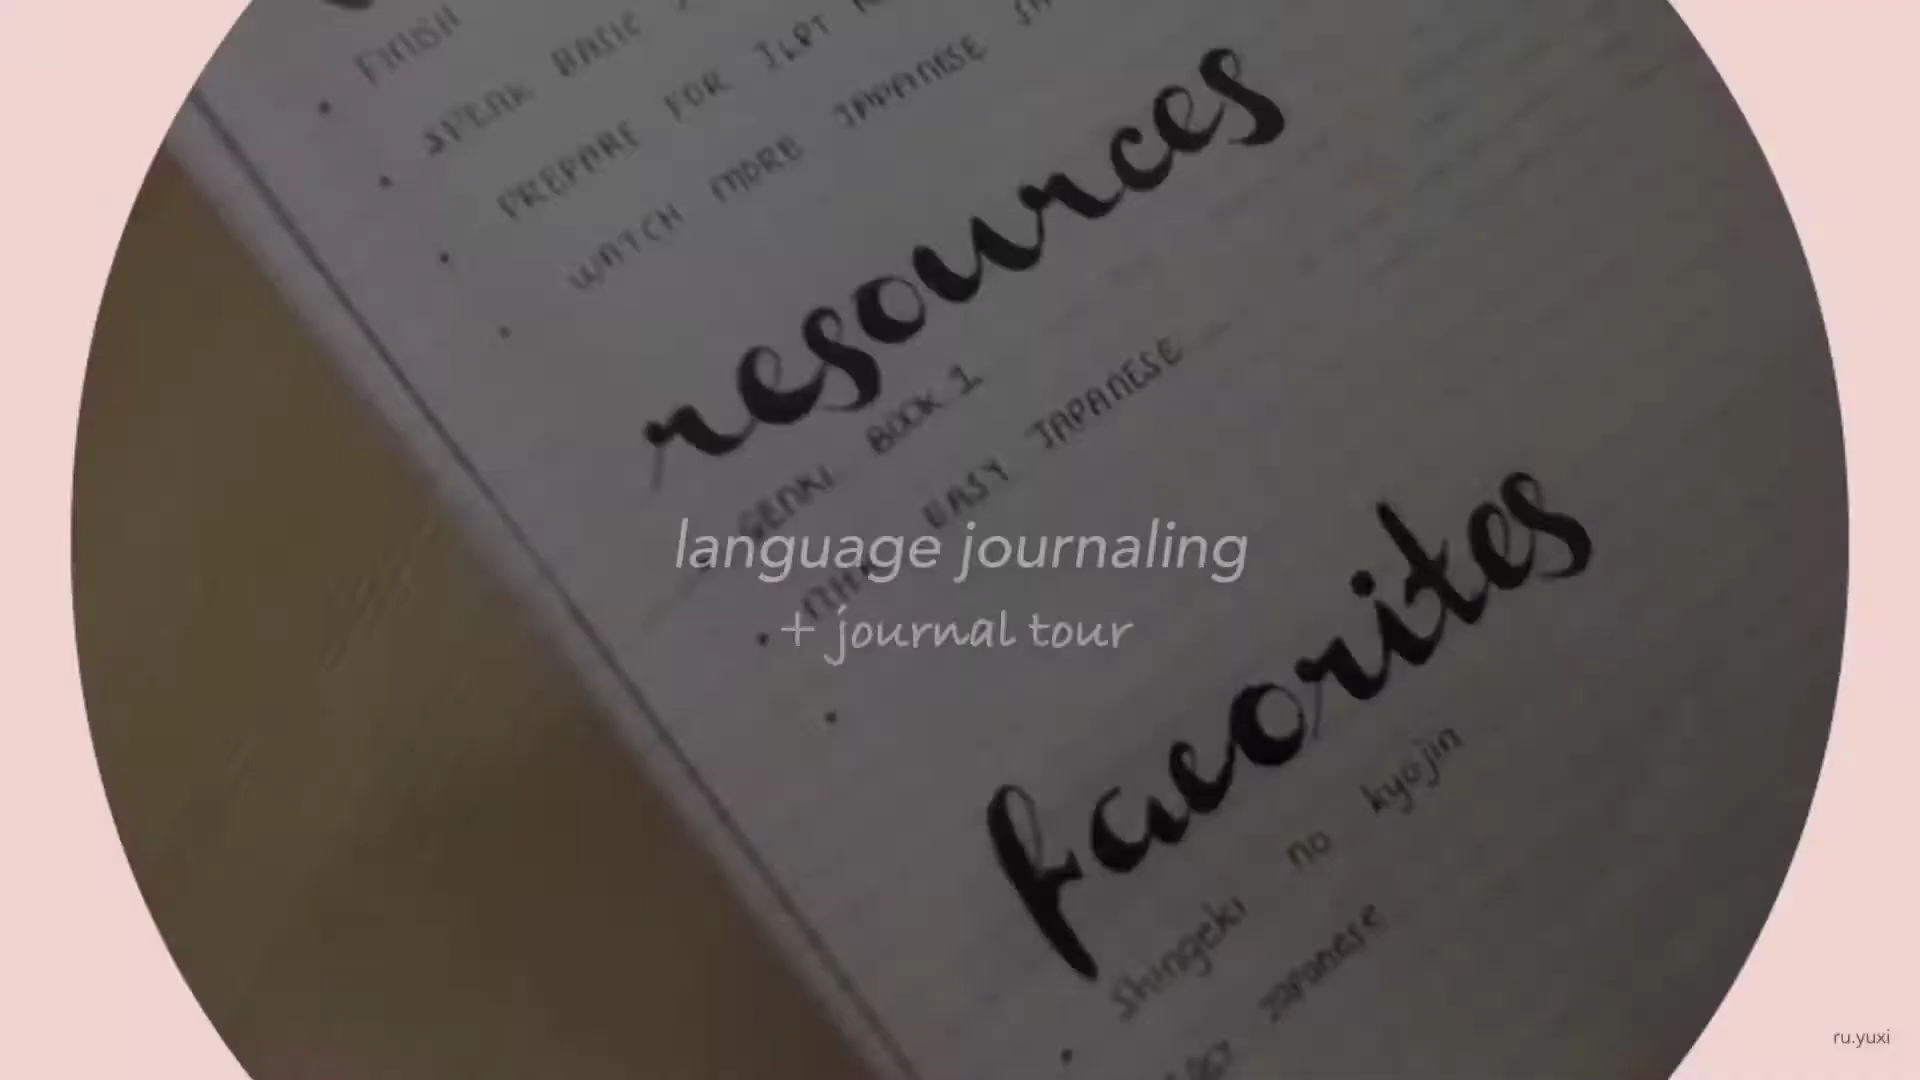 FINISH
SPEAK BASIC
PREPARE FOR JLPT
WATCH MORE JAPANESE
resources
GENKI BOOK 1
NHK EASY JAPANESE
language journaling
+ journal tour
favorites
Shingeki no kyojin
Japanese
ru.yuxi